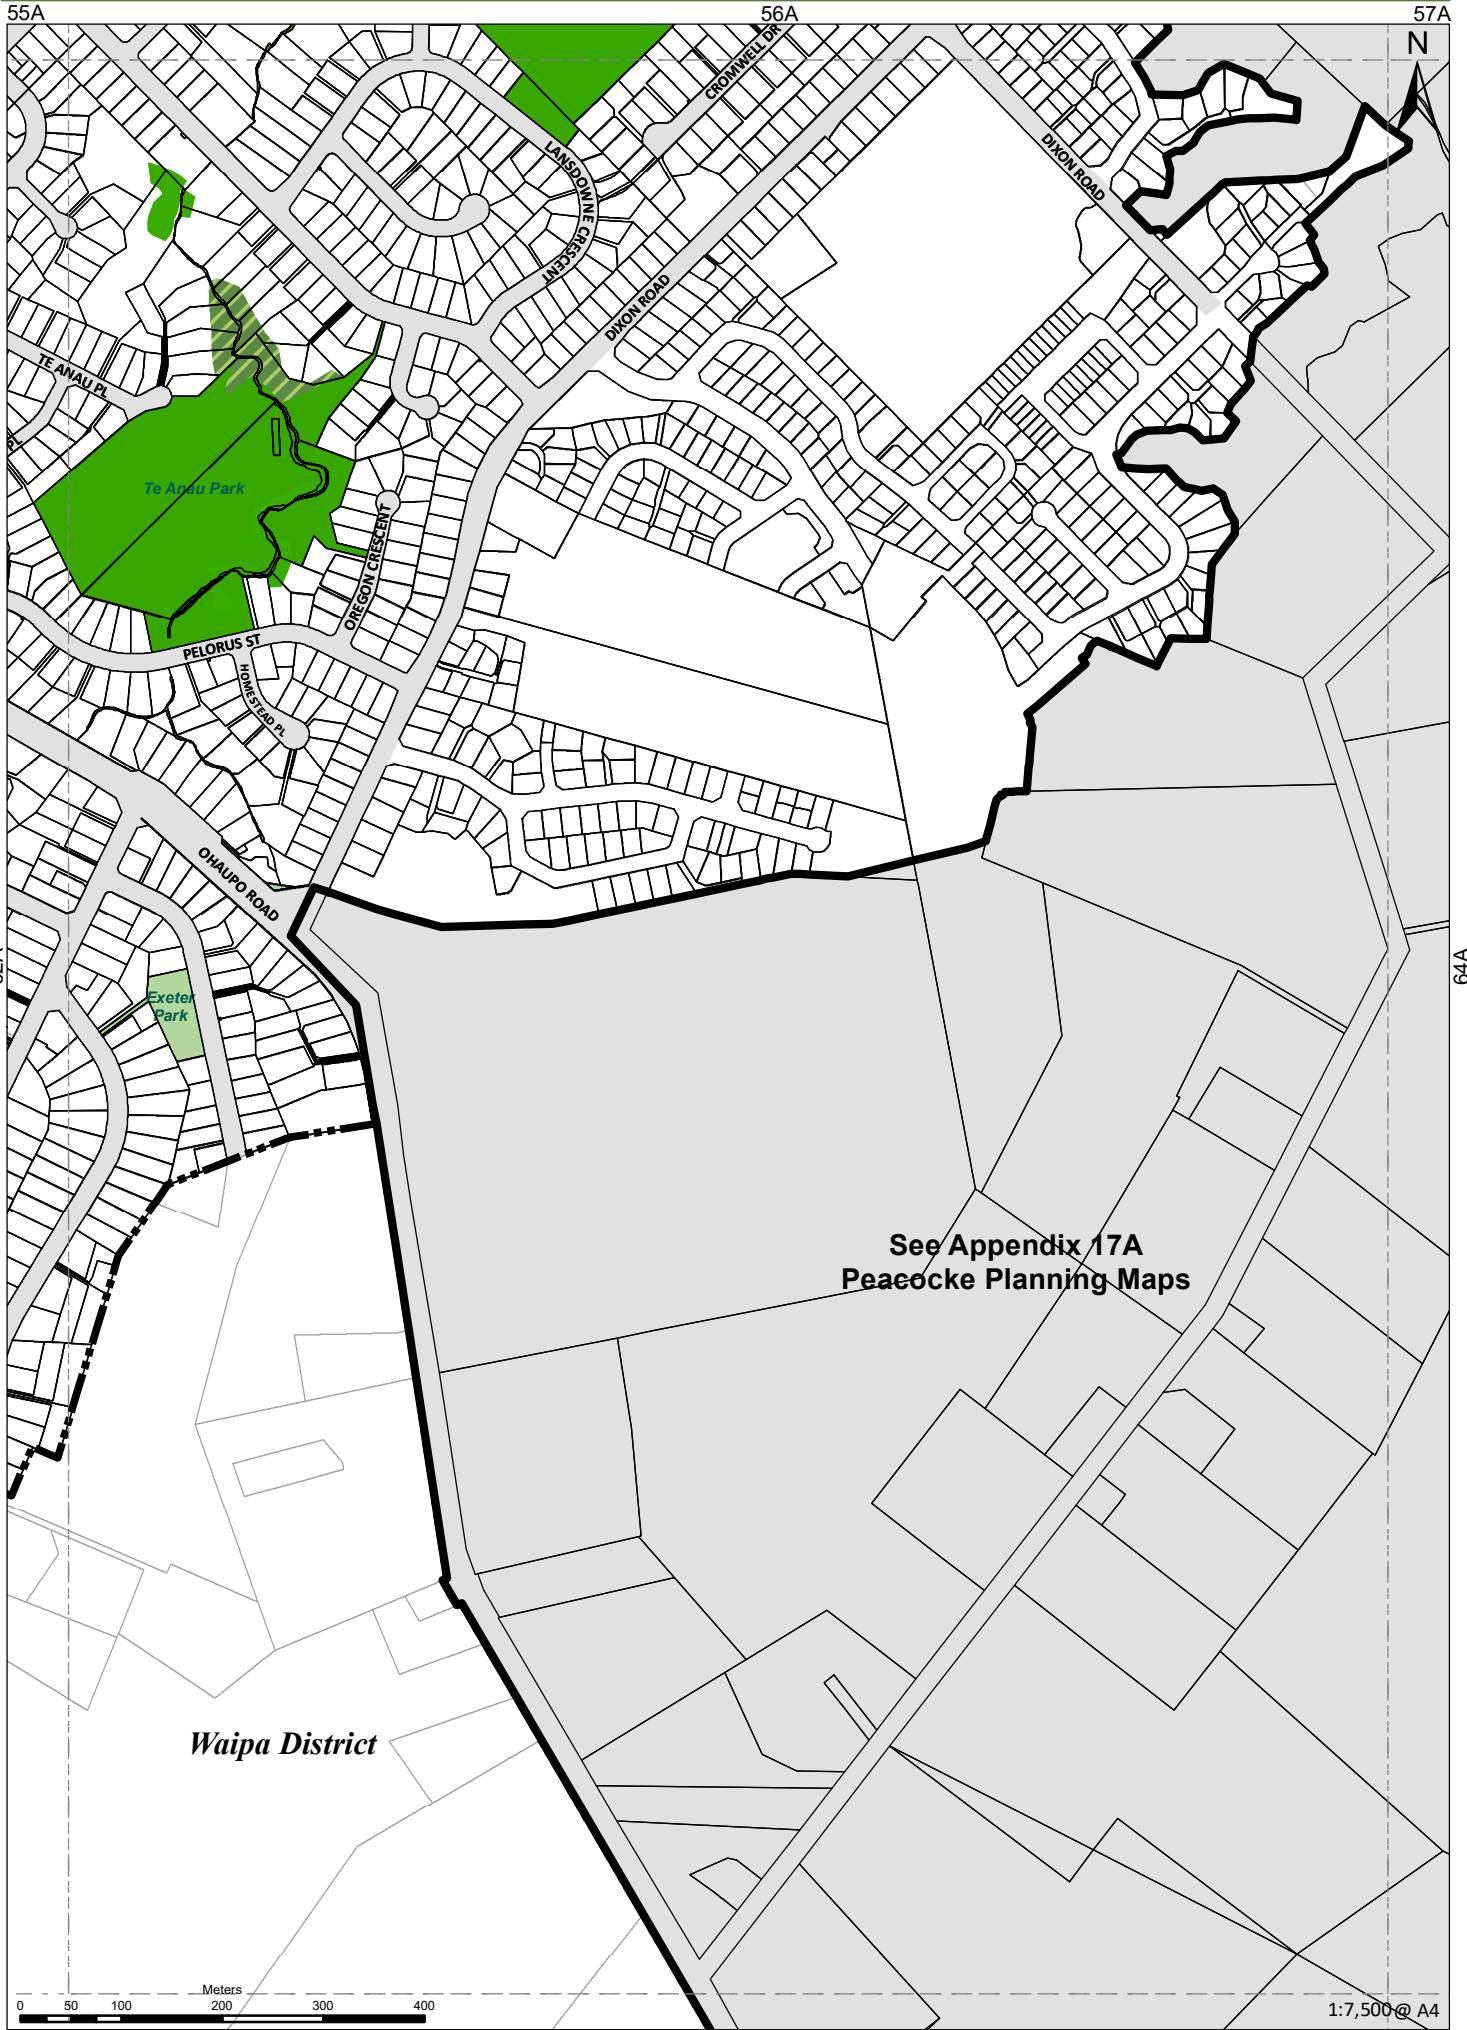 55A
56A
57A
N
CROMWELL DR
DIXON ROAD
LANSDOWNE CRESCENT
DIXON ROAD
TE ANAU PL
PL
Te Anau Park
OREGON CRESCENT
PELORUS ST
HOMESTEAD PL
OHAUPO ROAD
64A
Exeter
Park
See Appendix 17A
Peacocke Planning Maps
Waipa District
Meters
0 50 100 200 300 400
1:7,500@ A4